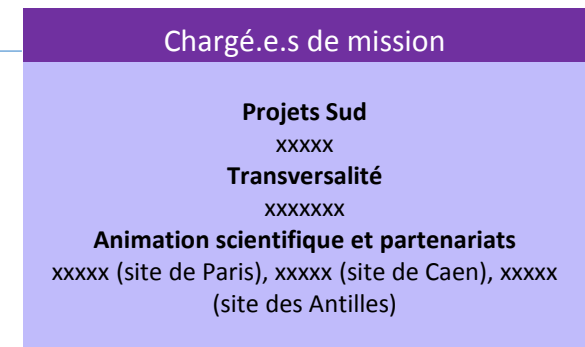 Chargé.e.s de mission
Projets Sud
xxxxx
Transversalité
xxxxxxx
Animation scientifique et partenariats
xxxxx (site de Paris), xxxxx (site de Caen), xxxxx
(site des Antilles)